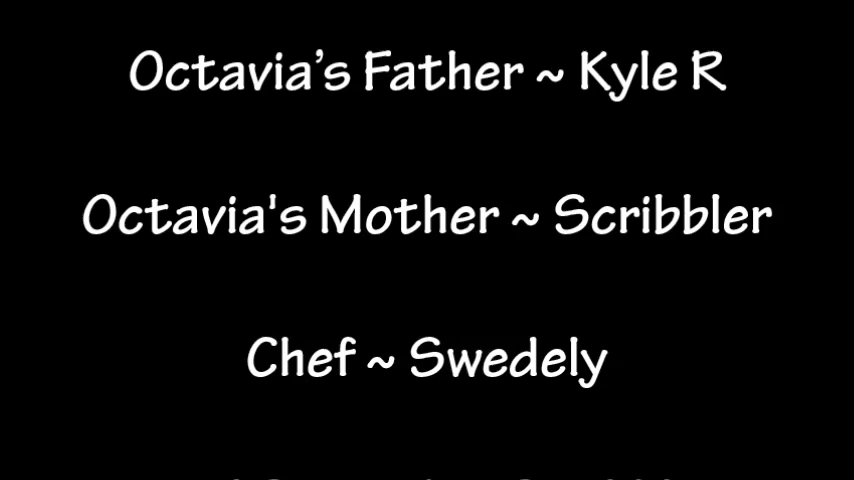 Octavia’s Father ~ Kyle R
Octavia's Mother ~ Scribbler
Chef ~ Swedely